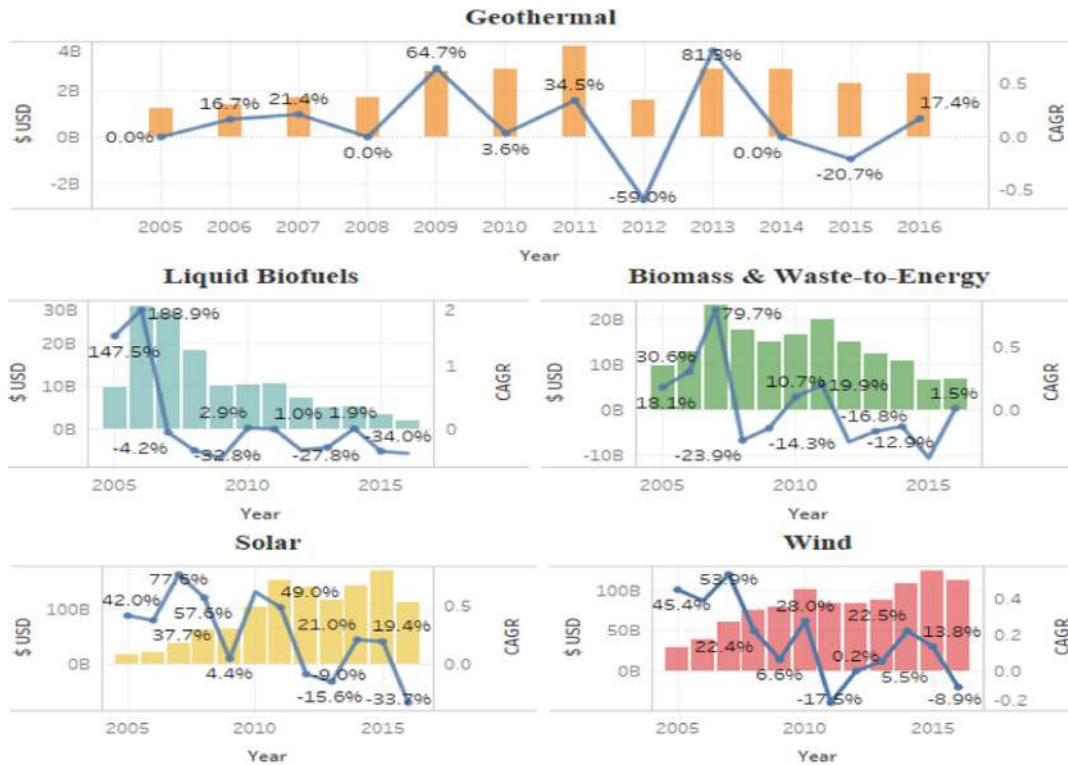 Geothermal
4B
2B
0B
-2B
$ USD
0.0%
16.7%
21.4%
0.0%
64.7%
3.6%
34.5%
-59.0%
81.3%
0.0%
-20.7%
17.4%
0.5
0.0
-0.5
CAGR
2005 2006 2007 2008 2009 2010 2011 2012 2013 2014 2015 2016
Year
Liquid Biofuels
30B
20B
10B
0B
$ USD
147.5%
188.9%
-4.2%
-32.8%
2.9%
1.0%
-27.8%
1.9%
-34.0%
2
1
0
CAGR
2005 2010 2015
Year
Biomass & Waste-to-Energy
20B
10B
0B
-10B
$ USD
18.1%
30.6%
79.7%
-23.9%
-14.3%
10.7%
19.9%
-16.8%
-12.9%
1.5%
0.5
0.0
CAGR
2005 2010 2015
Year
Solar
100B
0B
$ USD
42.0%
37.7%
77.6%
57.6%
4.4%
49.0%
21.0%
-9.0%
-15.6%
19.4%
-33.7%
0.5
0.0
CAGR
2005 2010 2015
Year
Wind
100B
50B
0B
$ USD
45.4%
53.9%
22.4%
6.6%
28.0%
-17.5%
0.2%
5.5%
22.5%
13.8%
-8.9%
0.4
0.2
0.0
-0.2
CAGR
2005 2010 2015
Year